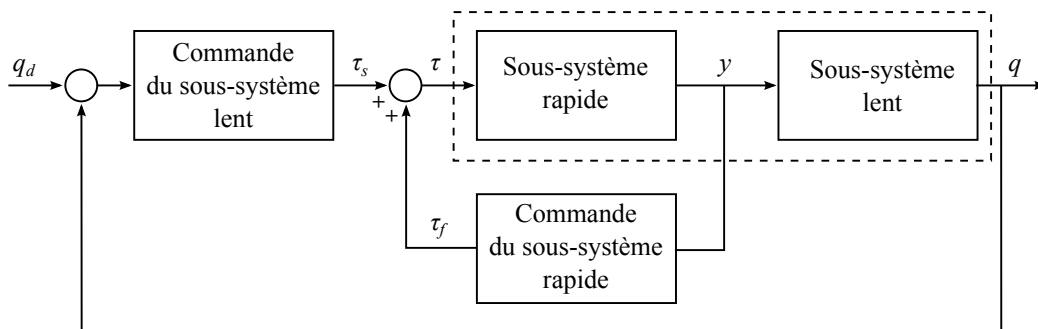 q_d
Commande
du sous-système
lent
τ_s
+
+
τ
Sous-système
rapide
y
Sous-système
lent
q
τ_f
Commande
du sous-système
rapide